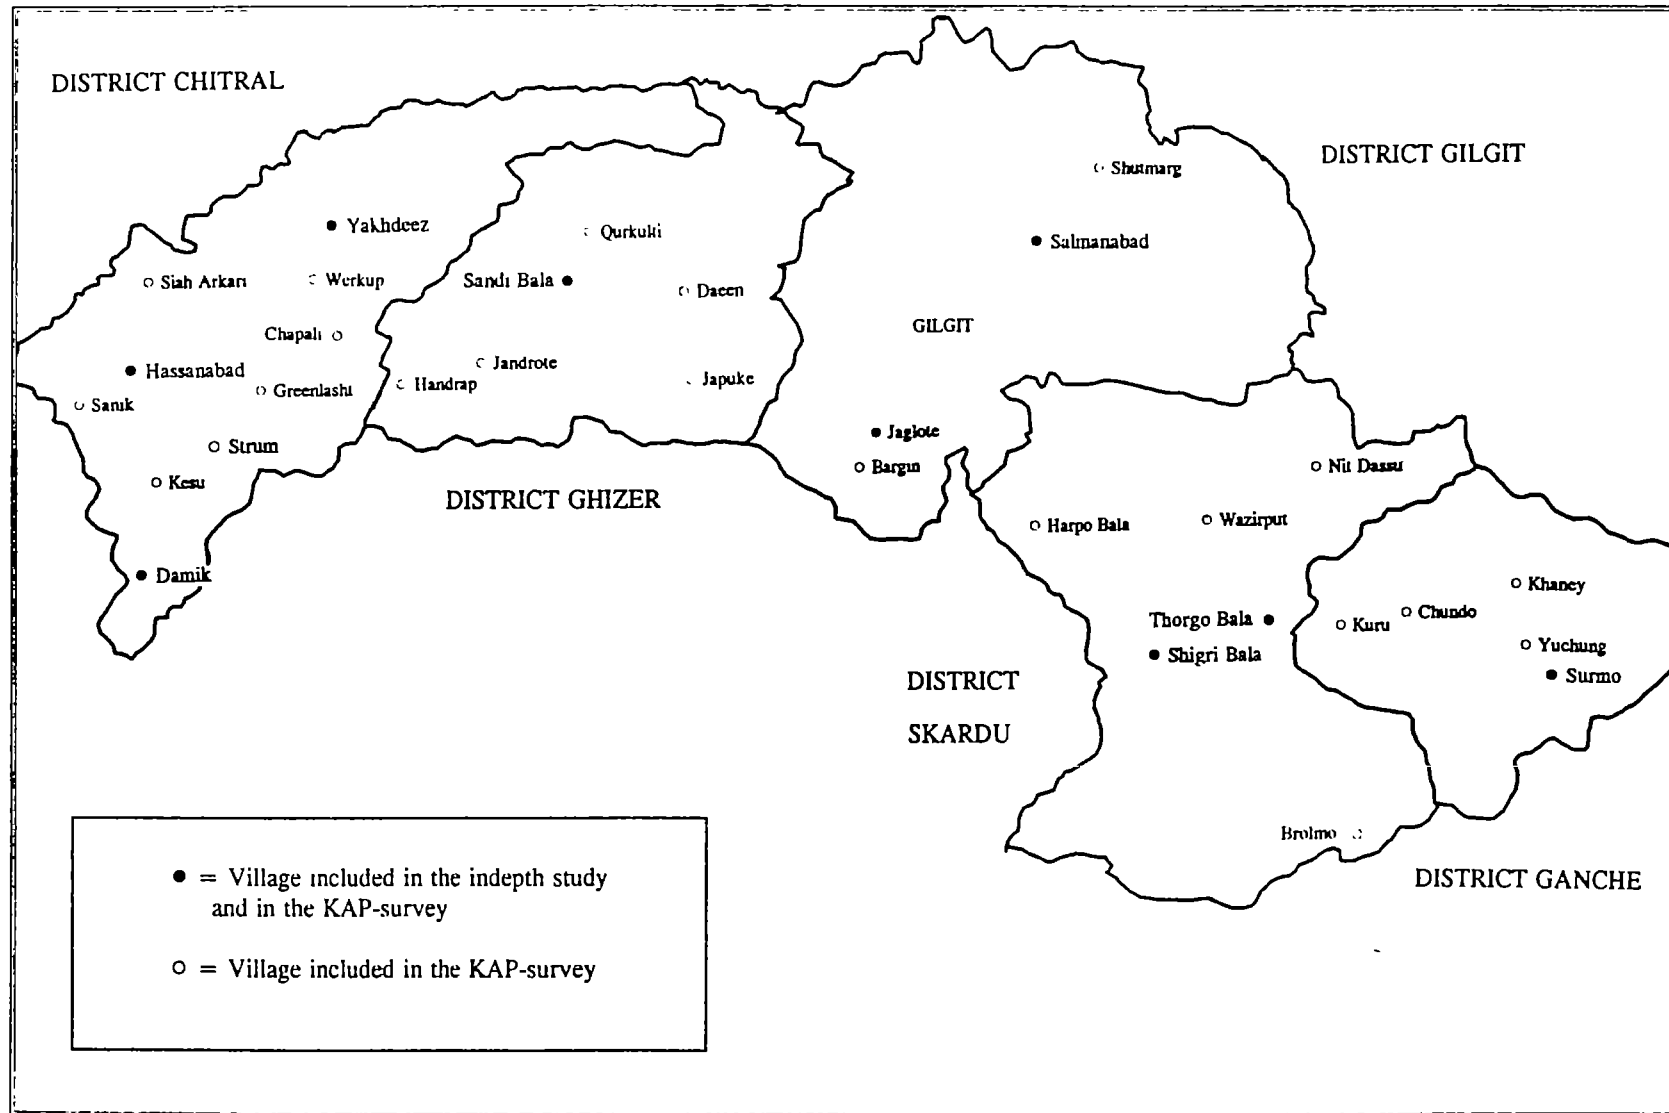 DISTRICT CHITRAL
DISTRICT GILGIT
Shutmarg
Yakhdeez
Qurkulti
Salmanabad
Siah Arkari
Werkup
Sandi Bala
Daeen
GILGIT
Chapali
Hassanabad
Greenlasht
Handrap
Jandrote
Japuke
Sanik
Strum
Jaglote
Bargin
Nit Dassu
Kesu
DISTRICT GHIZER
Harpo Bala
Wazirput
Damik
Khaney
Thorgo Bala
Kuru
Chundo
Shigri Bala
Yuchung
Surmo
DISTRICT
SKARDU
Brolmo
DISTRICT GANCHE
● = Village included in the indepth study
and in the KAP-survey
○ = Village included in the KAP-survey